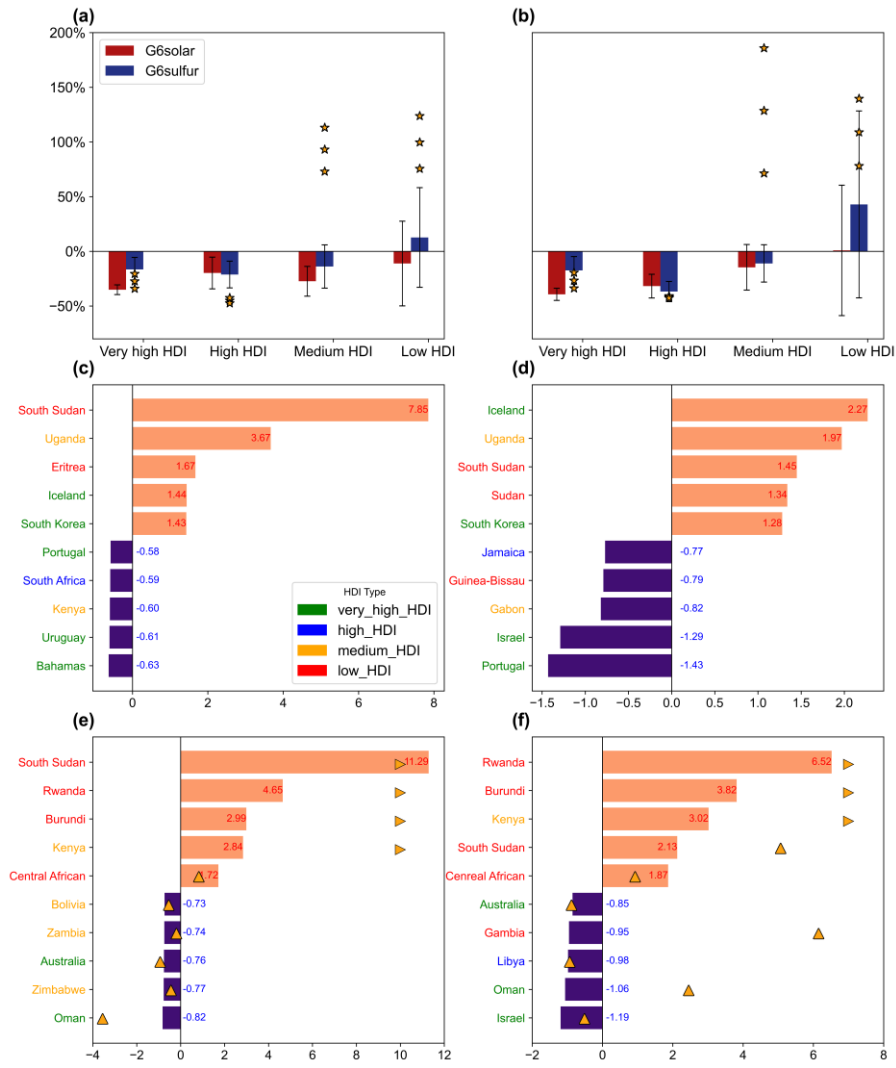 (a)
(b)
200%
150%
100%
50%
0%
−50%
G6solar
G6sulfur
Very high HDI
High HDI
Medium HDI
Low HDI
Very high HDI
High HDI
Medium HDI
Low HDI
(c)
South Sudan
7.85
Uganda
3.67
Eritrea
1.67
Iceland
1.44
South Korea
1.43
Portugal
-0.58
South Africa
-0.59
Kenya
-0.60
Uruguay
-0.61
Bahamas
-0.63
HDI Type
very_high_HDI
high_HDI
medium_HDI
low_HDI
0
2
4
6
8
(d)
Iceland
2.27
Uganda
1.97
South Sudan
1.45
Sudan
1.34
South Korea
1.28
Jamaica
-0.77
Guinea-Bissau
-0.79
Gabon
-0.82
Israel
-1.29
Portugal
-1.43
−1.5
−1.0
−0.5
0.0
0.5
1.0
1.5
2.0
(e)
South Sudan
11.29
Rwanda
4.65
Burundi
2.99
Kenya
2.84
Central African
.72
Bolivia
-0.73
Zambia
-0.74
Australia
-0.76
Zimbabwe
-0.77
Oman
-0.82
−4
−2
0
2
4
6
8
10
12
(f)
Rwanda
6.52
Burundi
3.82
Kenya
3.02
South Sudan
2.13
Cenreal African
1.87
Australia
-0.85
Gambia
-0.95
Libya
-0.98
Oman
-1.06
Israel
-1.19
−2
0
2
4
6
8